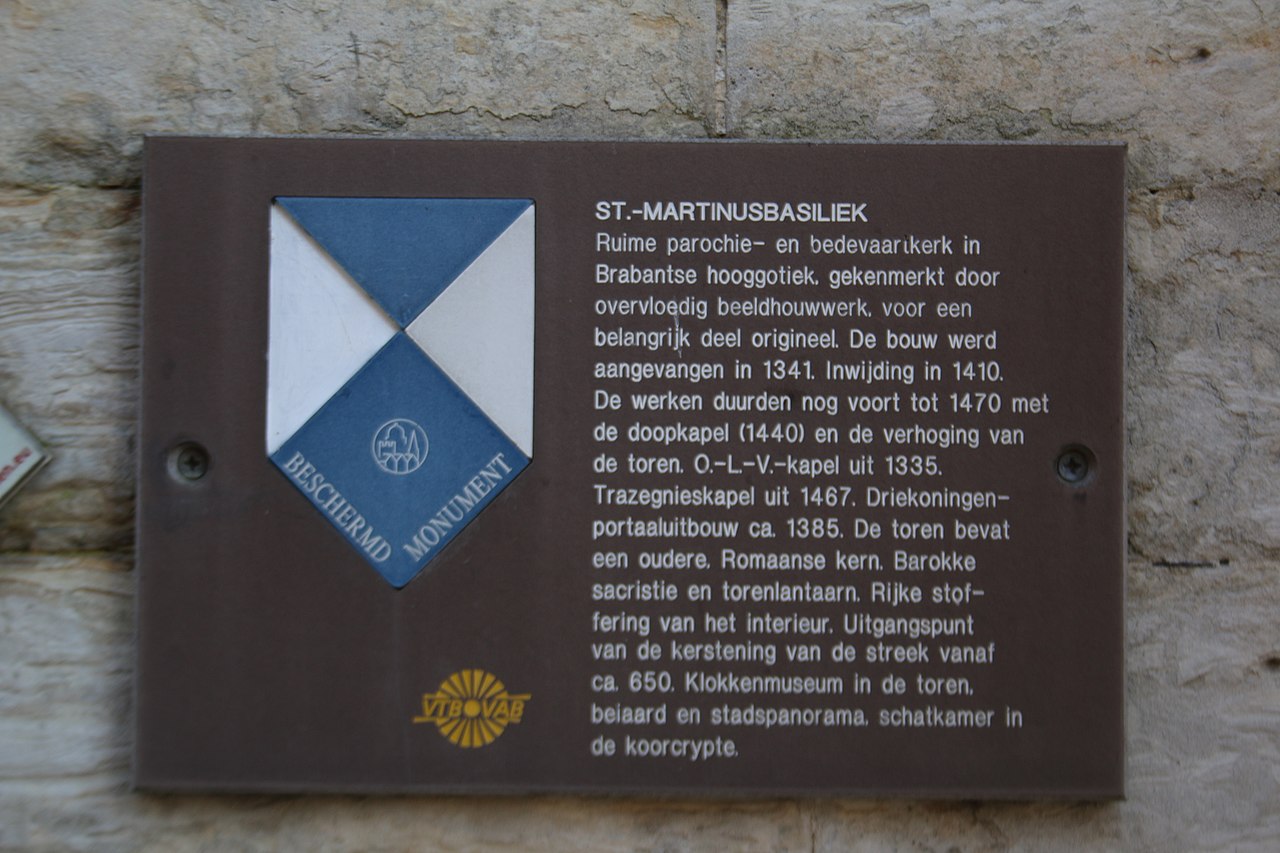 ST.-MARTINUSBASILIEK
Ruime parochie- en bedevaartkerk in
Brabantse hooggotiek, gekenmerkt door
overvloedig beeldhouwwerk, voor een
belangrijk deel origineel. De bouw werd
aangevangen in 1341. Inwijding in 1410.
De werken duurden nog voort tot 1470 met
de doopkapel (1440) en de verhoging van
de toren. O.-L.-V.-kapel uit 1335.
Trazegnieskapel uit 1467. Driekoningen-
portaaluitbouw ca. 1385. De toren bevat
een oudere, Romaanse kern. Barokke
sacristie en torenlantaarn. Rijke stof-
fering van het interieur. Uitgangspunt
van de kerstening van de streek vanaf
ca. 650. Klokkenmuseum in de toren,
beiaard en stadspanorama, schatkamer in
de koorcrypte.
BESCHERMD
MONUMENT
VTB VAB